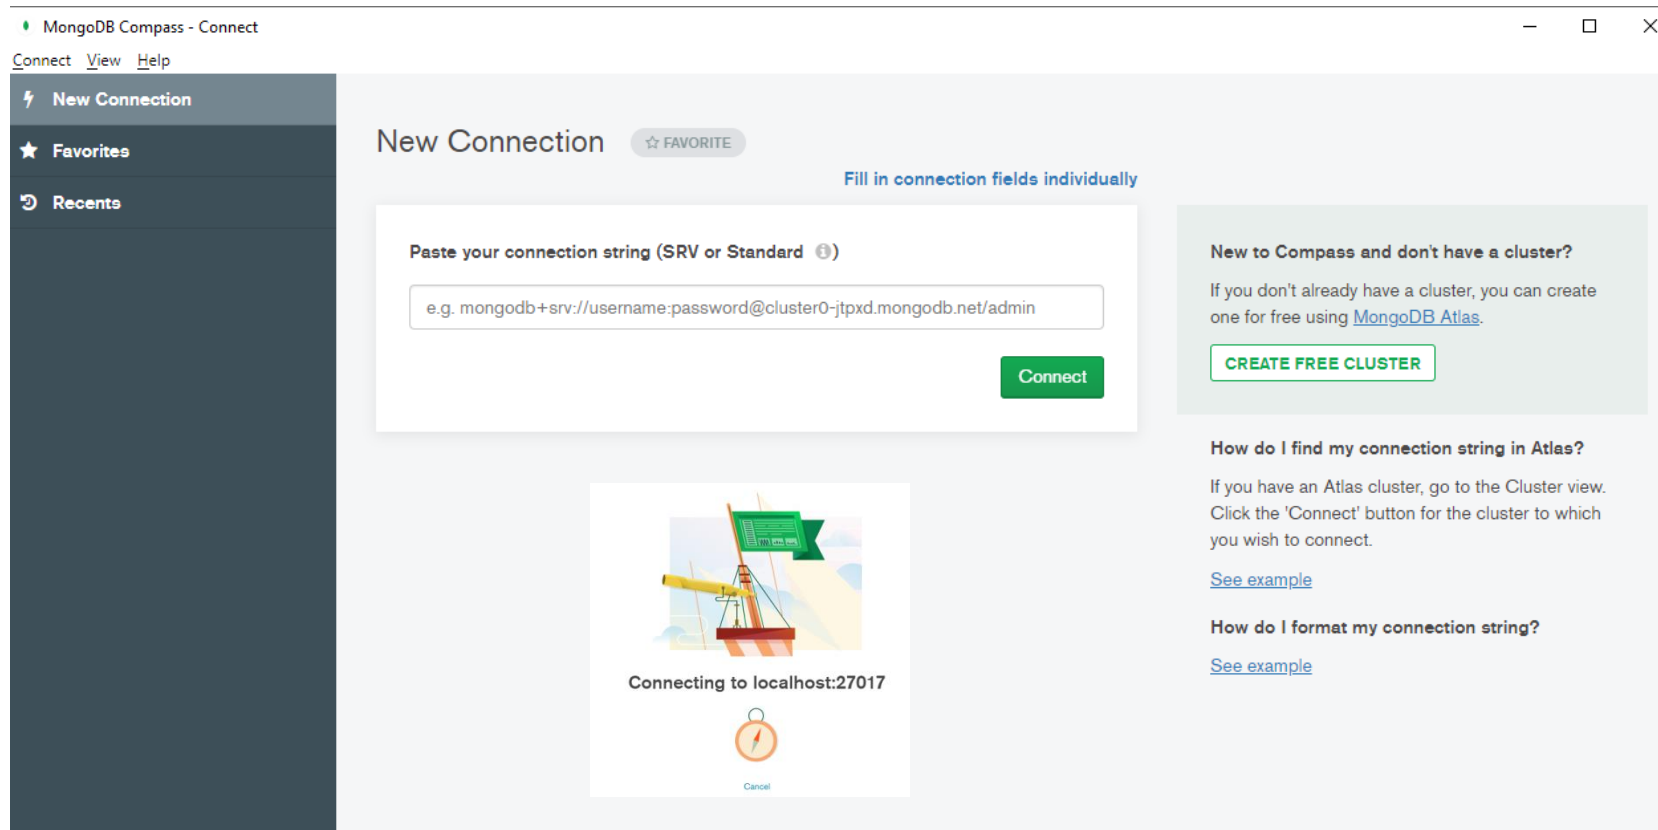 MongoDB Compass - Connect
Connect View Help
New Connection
Favorites
Recents
New Connection
FAVORITE
Fill in connection fields individually
Paste your connection string (SRV or Standard )
e.g. mongodb+srv://username:password@cluster0-jtpxd.mongodb.net/admin
Connect
Connecting to localhost:27017
Cancel
New to Compass and don't have a cluster?
If you don't already have a cluster, you can create
one for free using MongoDB Atlas.
CREATE FREE CLUSTER
How do I find my connection string in Atlas?
If you have an Atlas cluster, go to the Cluster view.
Click the 'Connect' button for the cluster to which
you wish to connect.
See example
How do I format my connection string?
See example